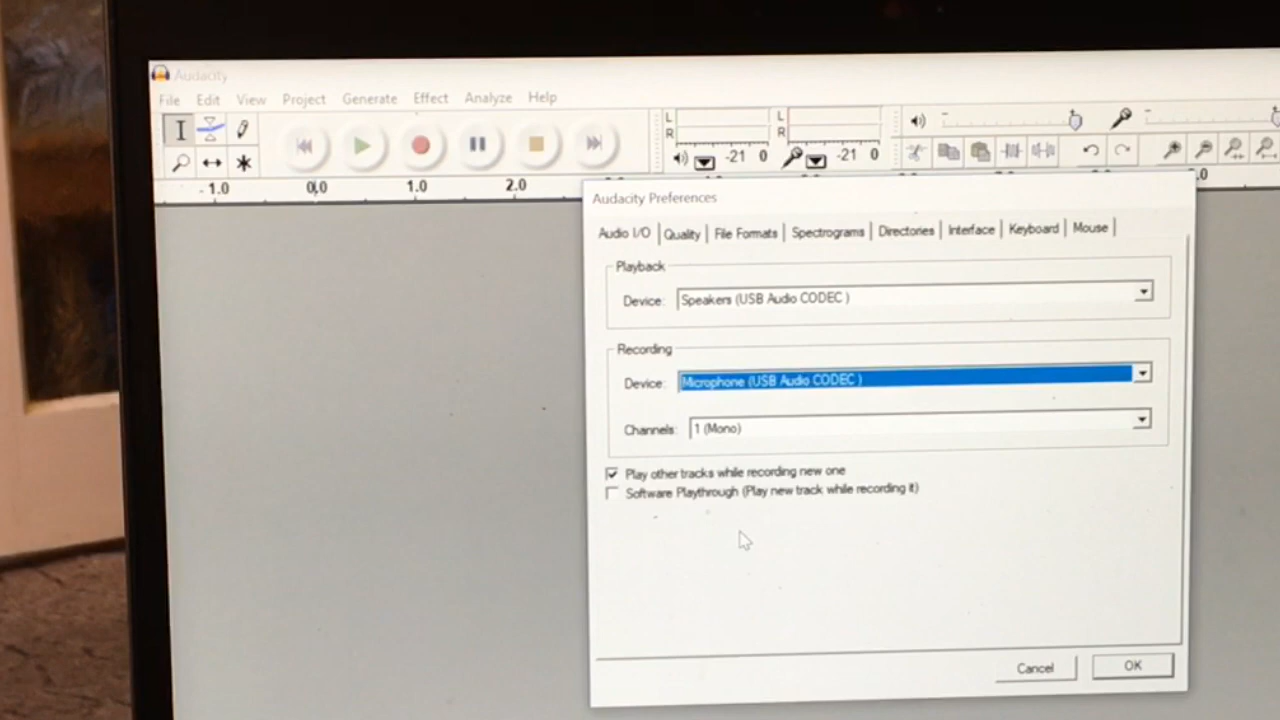 Audacity
File Edit View Project Generate Effect Analyze Help
L
R
-21 0
L
R
-21 0
-1.0 0.0 1.0 2.0
Audacity Preferences
Audio I/O Quality File Formats Spectrograms Directories Interface Keyboard Mouse
Playback
Device: Speakers (USB Audio CODEC )
Recording
Device: Microphone (USB Audio CODEC )
Channels: 1 (Mono)
Play other tracks while recording new one
Software Playthrough (Play new track while recording it)
Cancel OK